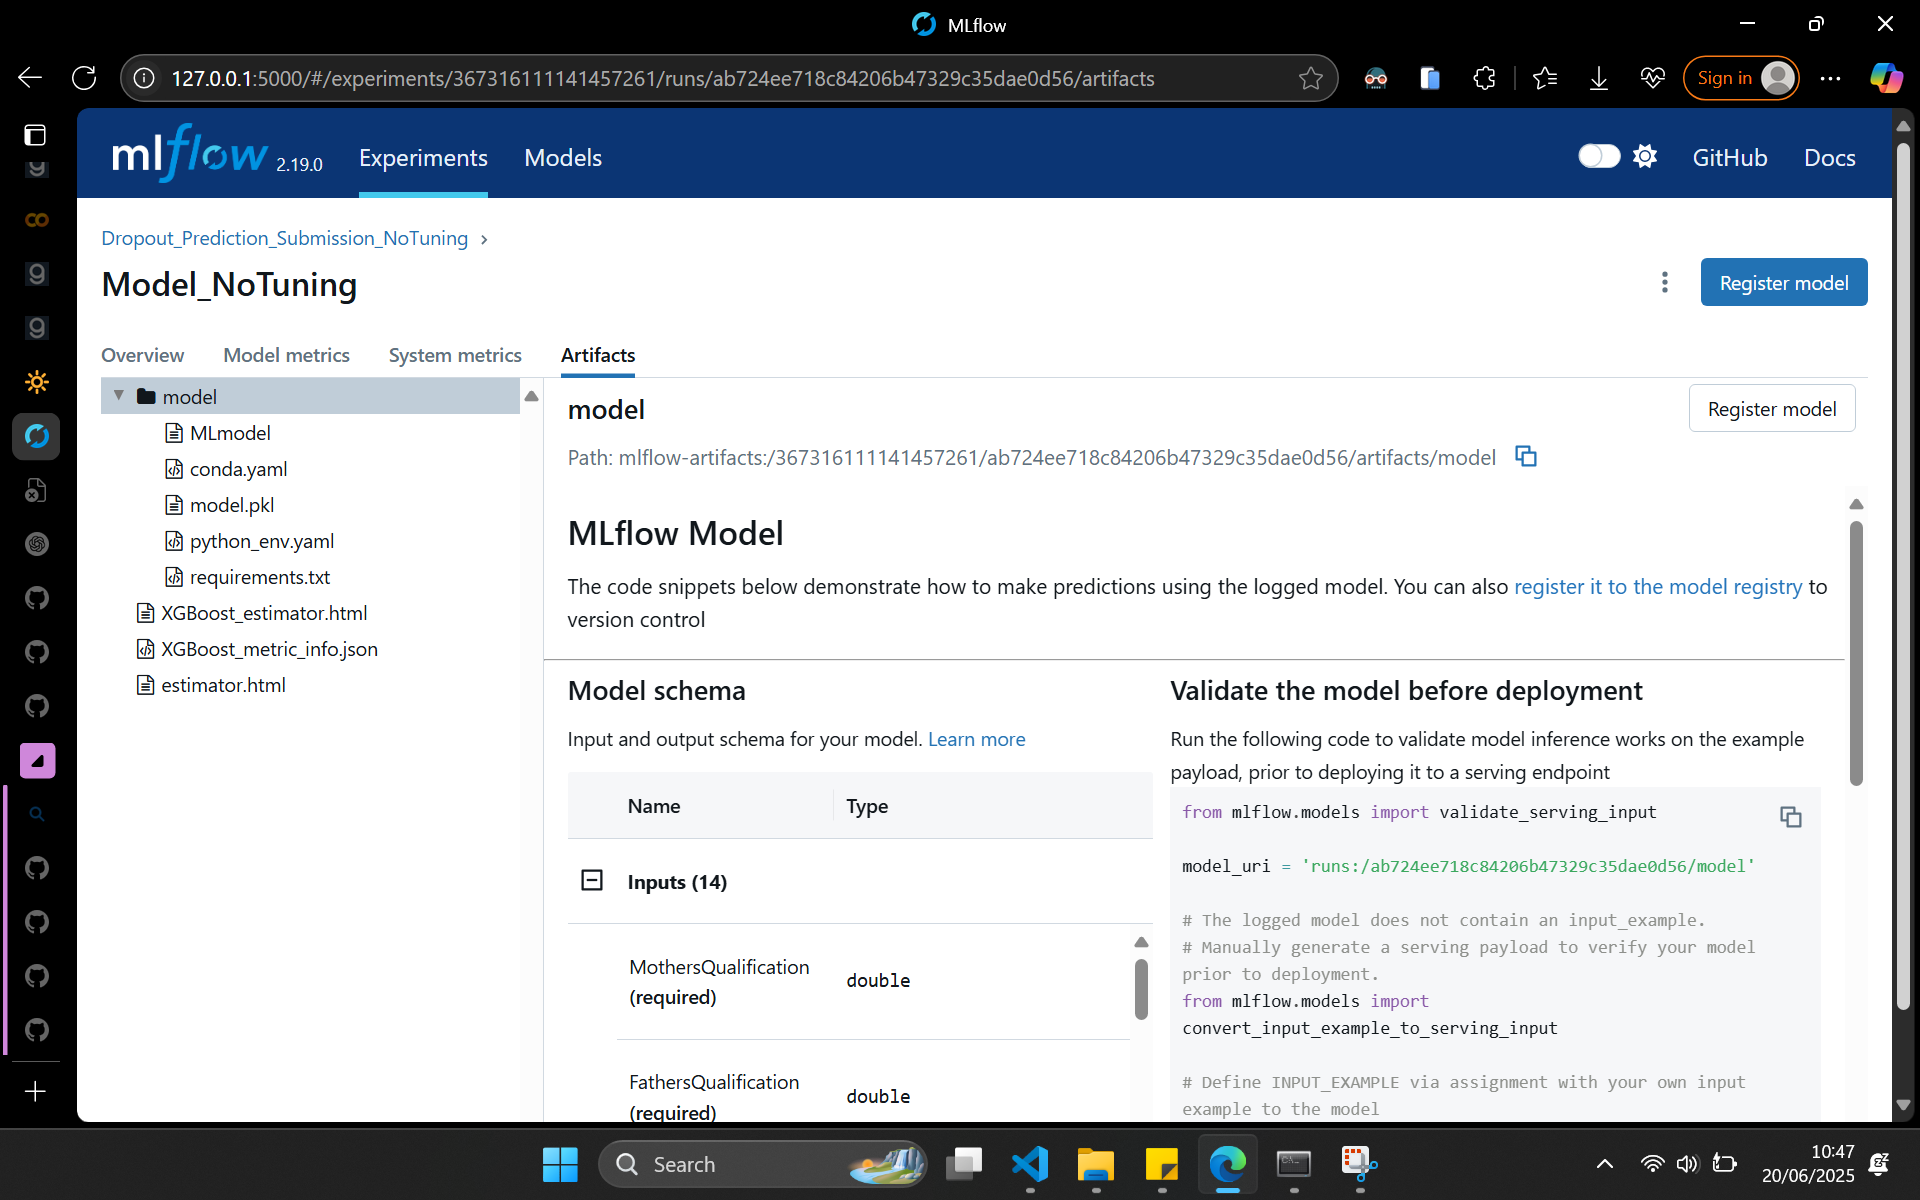 MLflow
127.0.0.1:5000/#/experiments/367316111141457261/runs/ab724ee718c84206b47329c35dae0d56/artifacts
Sign in
mlflow 2.19.0
Experiments
Models
GitHub
Docs
Dropout_Prediction_Submission_NoTuning
Model_NoTuning
Register model
Overview
Model metrics
System metrics
Artifacts
model
MLmodel
conda.yaml
model.pkl
python_env.yaml
requirements.txt
XGBoost_estimator.html
XGBoost_metric_info.json
estimator.html
model
Register model
Path: mlflow-artifacts:/367316111141457261/ab724ee718c84206b47329c35dae0d56/artifacts/model
MLflow Model
The code snippets below demonstrate how to make predictions using the logged model. You can also register it to the model registry to
version control
Model schema
Input and output schema for your model. Learn more
Name
Type
Inputs (14)
MothersQualification
(required)
double
FathersQualification
(required)
double
Validate the model before deployment
Run the following code to validate model inference works on the example
payload, prior to deploying it to a serving endpoint
from mlflow.models import validate_serving_input
model_uri = 'runs:/ab724ee718c84206b47329c35dae0d56/model'
# The logged model does not contain an input_example.
# Manually generate a serving payload to verify your model
prior to deployment.
from mlflow.models import
convert_input_example_to_serving_input
# Define INPUT_EXAMPLE via assignment with your own input
example to the model
Search
10:47
20/06/2025